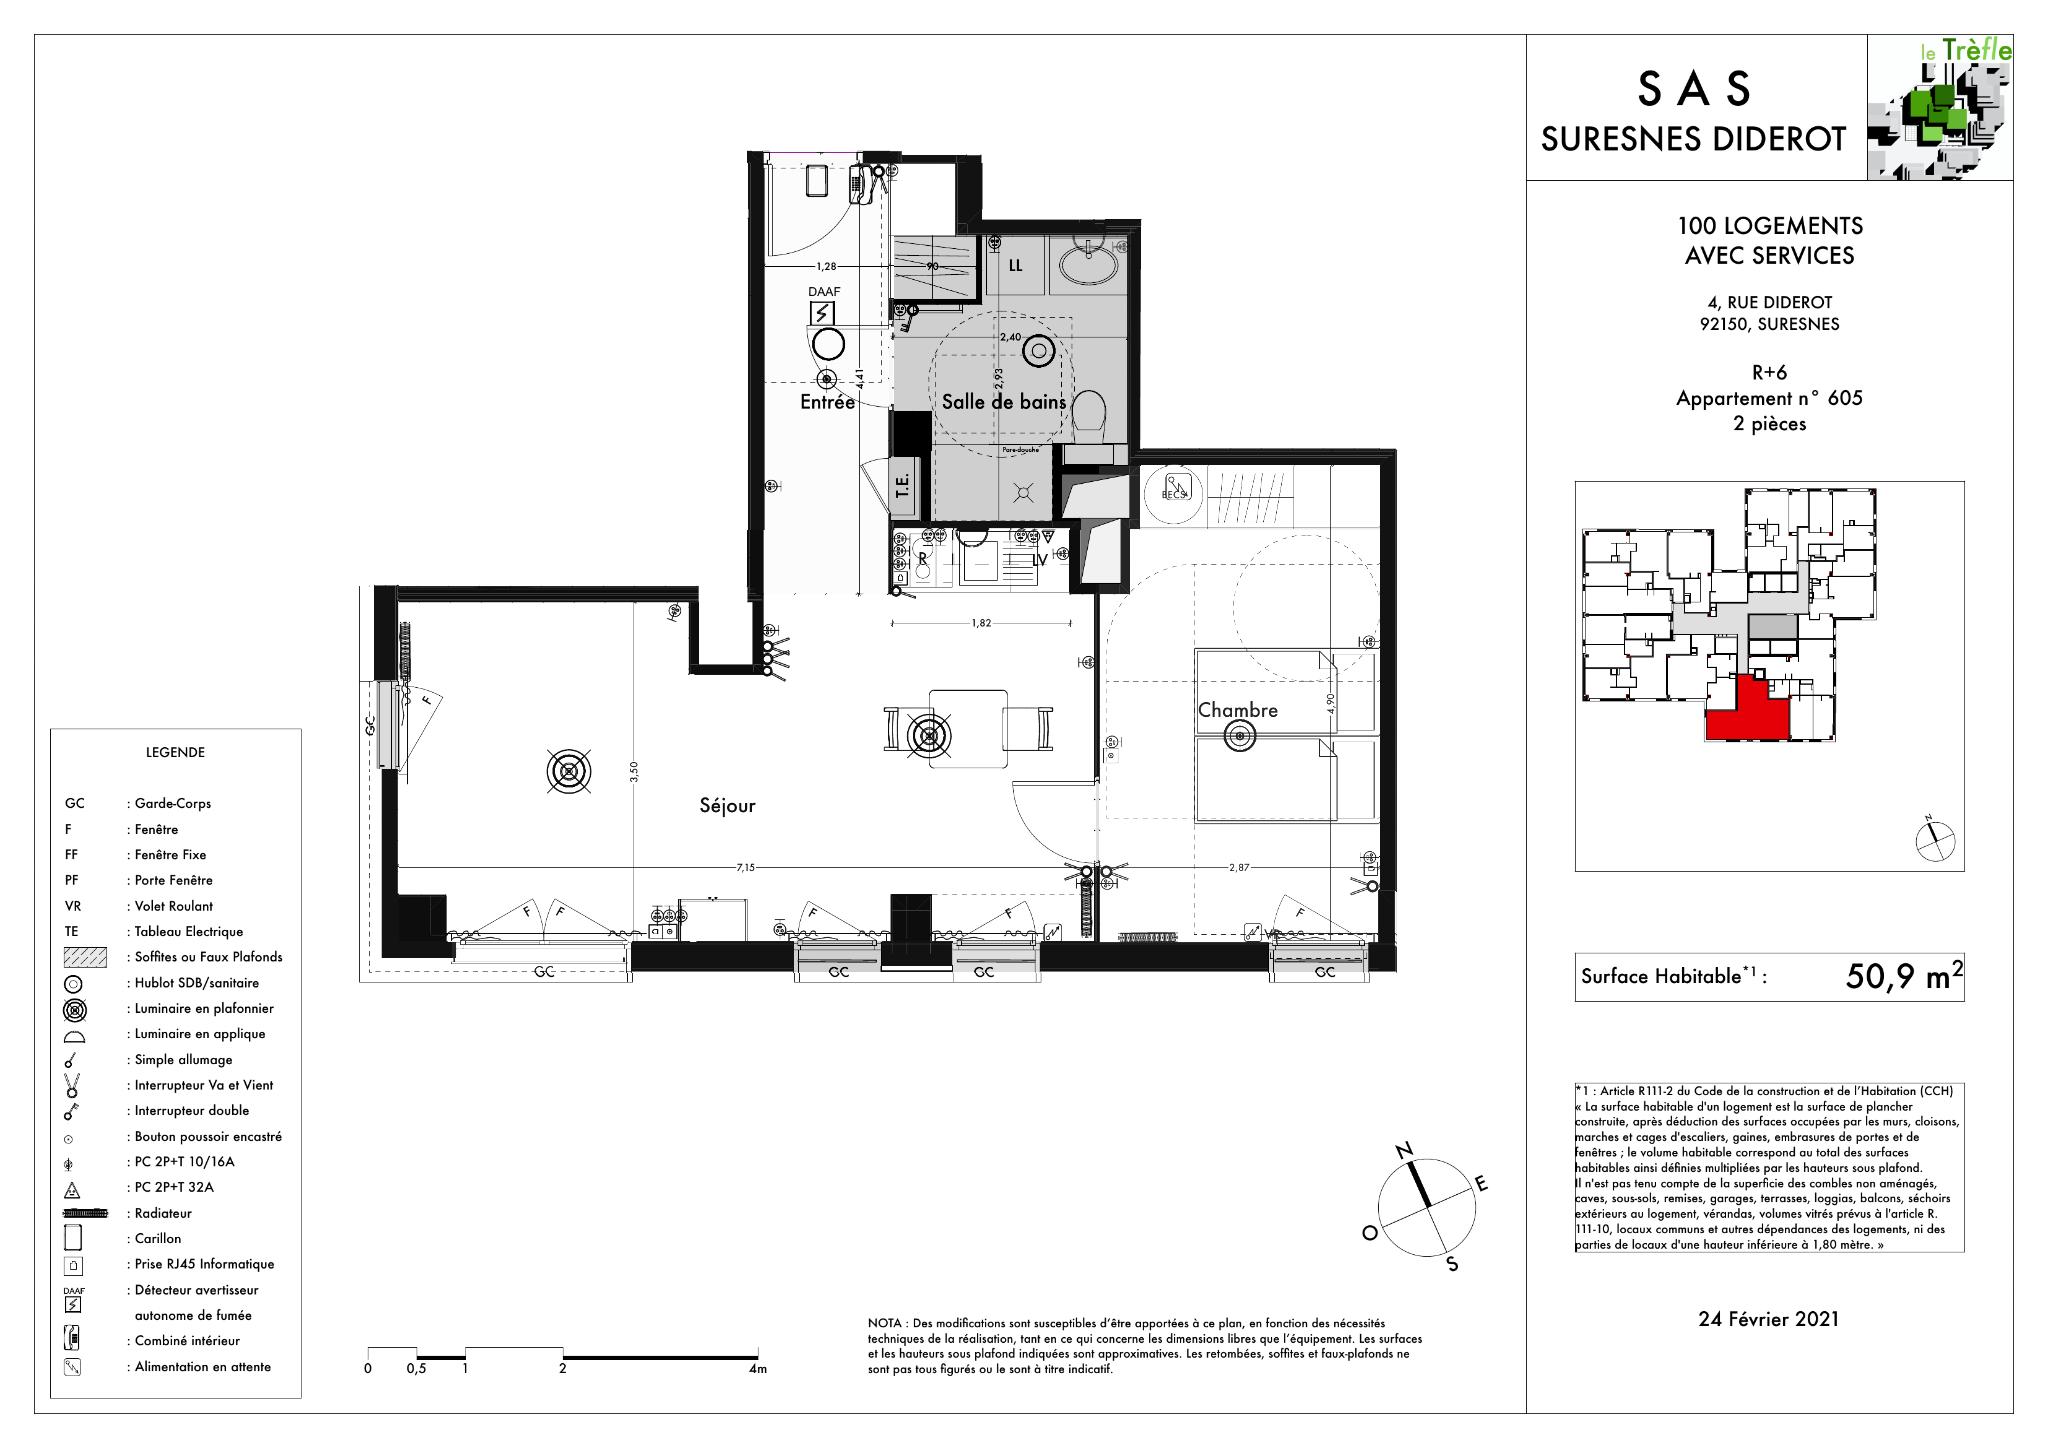 le Trèfle
S A S
SURESNES DIDEROT
100 LOGEMENTS
AVEC SERVICES
4, RUE DIDEROT
92150, SURESNES
R+6
Appartement n° 605
2 pièces
N
Surface Habitable*1 : 50,9 m²
*1 : Article R111-2 du Code de la construction et de l'Habitation (CCH)
« La surface habitable d'un logement est la surface de plancher
construite, après déduction des surfaces occupées par les murs, cloisons,
marches et cages d'escaliers, gaines, embrasures de portes et de
fenêtres ; le volume habitable correspond au total des surfaces
habitables ainsi définies multipliées par les hauteurs sous plafond.
Il n'est pas tenu compte de la superficie des combles non aménagés,
caves, sous-sols, remises, garages, terrasses, loggias, balcons, séchoirs
extérieurs au logement, vérandas, volumes vitrés prévus à l'article R.
111-10, locaux communs et autres dépendances des logements, ni des
parties de locaux d'une hauteur inférieure à 1,80 mètre. »
24 Février 2021
1,28
90
LL
DAAF
2,40
4,41
2,93
Entrée
Salle de bains
Pare-douche
T.E.
BECS
R
LV
1,82
GC
F
3,50
Chambre
4,90
Séjour
7,15
2,87
F
F
F
F
F
GC
GC
GC
GC
LEGENDE
GC : Garde-Corps
F : Fenêtre
FF : Fenêtre Fixe
PF : Porte Fenêtre
VR : Volet Roulant
TE : Tableau Electrique
: Soffites ou Faux Plafonds
: Hublot SDB/sanitaire
: Luminaire en plafonnier
: Luminaire en applique
: Simple allumage
: Interrupteur Va et Vient
: Interrupteur double
: Bouton poussoir encastré
: PC 2P+T 10/16A
: PC 2P+T 32A
: Radiateur
: Carillon
: Prise RJ45 Informatique
DAAF : Détecteur avertisseur
autonome de fumée
: Combiné intérieur
: Alimentation en attente
N
E
O
S
0 0,5 1 2 4m
NOTA : Des modifications sont susceptibles d'être apportées à ce plan, en fonction des nécessités
techniques de la réalisation, tant en ce qui concerne les dimensions libres que l'équipement. Les surfaces
et les hauteurs sous plafond indiquées sont approximatives. Les retombées, soffites et faux-plafonds ne
sont pas tous figurés ou le sont à titre indicatif.